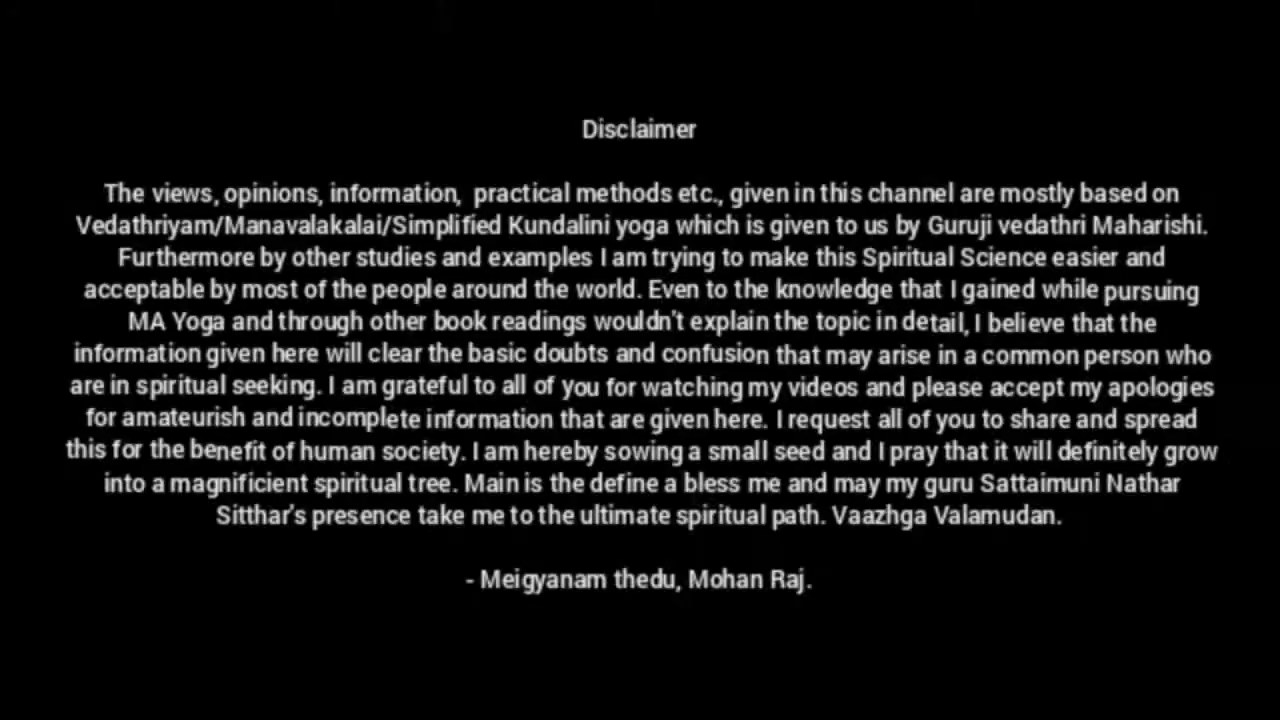 Disclaimer
The views, opinions, information,  practical methods etc., given in this channel are mostly based on
Vedathriyam/Manavalakalai/Simplified Kundalini yoga which is given to us by Guruji vedathri Maharishi.
Furthermore by other studies and examples I am trying to make this Spiritual Science easier and
acceptable by most of the people around the world. Even to the knowledge that I gained while pursuing
MA Yoga and through other book readings wouldn't explain the topic in detail, I believe that the
information given here will clear the basic doubts and confusion that may arise in a common person who
are in spiritual seeking. I am grateful to all of you for watching my videos and please accept my apologies
for amateurish and incomplete information that are given here. I request all of you to share and spread
this for the benefit of human society. I am hereby sowing a small seed and I pray that it will definitely grow
into a magnificient spiritual tree. Main is the define a bless me and may my guru Sattaimuni Nathar
Sitthar's presence take me to the ultimate spiritual path. Vaazhga Valamudan.
- Meigyanam thedu, Mohan Raj.